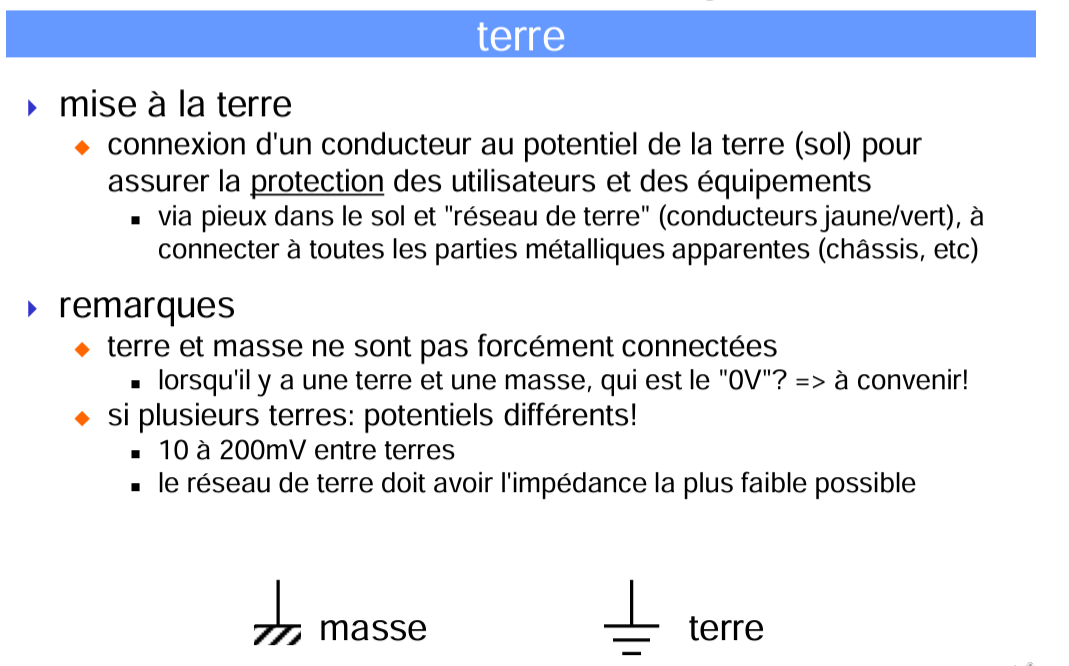 terre
mise à la terre
connexion d'un conducteur au potentiel de la terre (sol) pour
assurer la protection des utilisateurs et des équipements
via pieux dans le sol et "réseau de terre" (conducteurs jaune/vert), à
connecter à toutes les parties métalliques apparentes (châssis, etc)
remarques
terre et masse ne sont pas forcément connectées
lorsqu'il y a une terre et une masse, qui est le "0V"? => à convenir!
si plusieurs terres: potentiels différents!
10 à 200mV entre terres
le réseau de terre doit avoir l'impédance la plus faible possible
masse terre